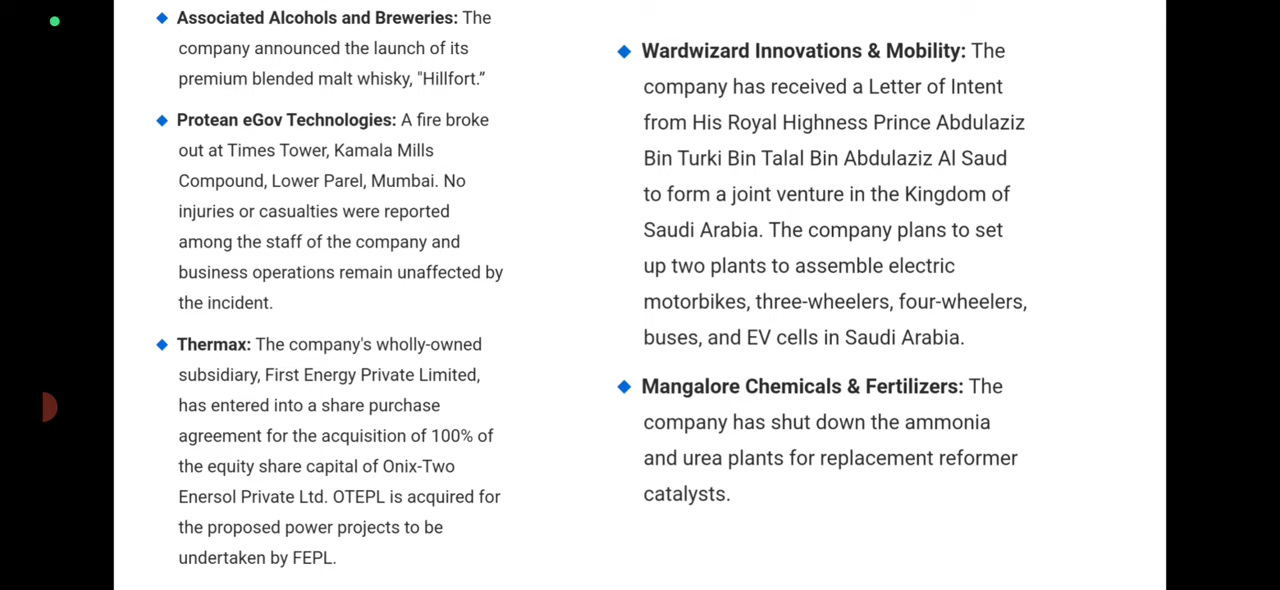 Associated Alcohols and Breweries: The
company announced the launch of its
premium blended malt whisky, "Hillfort.”
Protean eGov Technologies: A fire broke
out at Times Tower, Kamala Mills
Compound, Lower Parel, Mumbai. No
injuries or casualties were reported
among the staff of the company and
business operations remain unaffected by
the incident.
Thermax: The company's wholly-owned
subsidiary, First Energy Private Limited,
has entered into a share purchase
agreement for the acquisition of 100% of
the equity share capital of Onix-Two
Enersol Private Ltd. OTEPL is acquired for
the proposed power projects to be
undertaken by FEPL.
Wardwizard Innovations & Mobility: The
company has received a Letter of Intent
from His Royal Highness Prince Abdulaziz
Bin Turki Bin Talal Bin Abdulaziz Al Saud
to form a joint venture in the Kingdom of
Saudi Arabia. The company plans to set
up two plants to assemble electric
motorbikes, three-wheelers, four-wheelers,
buses, and EV cells in Saudi Arabia.
Mangalore Chemicals & Fertilizers: The
company has shut down the ammonia
and urea plants for replacement reformer
catalysts.